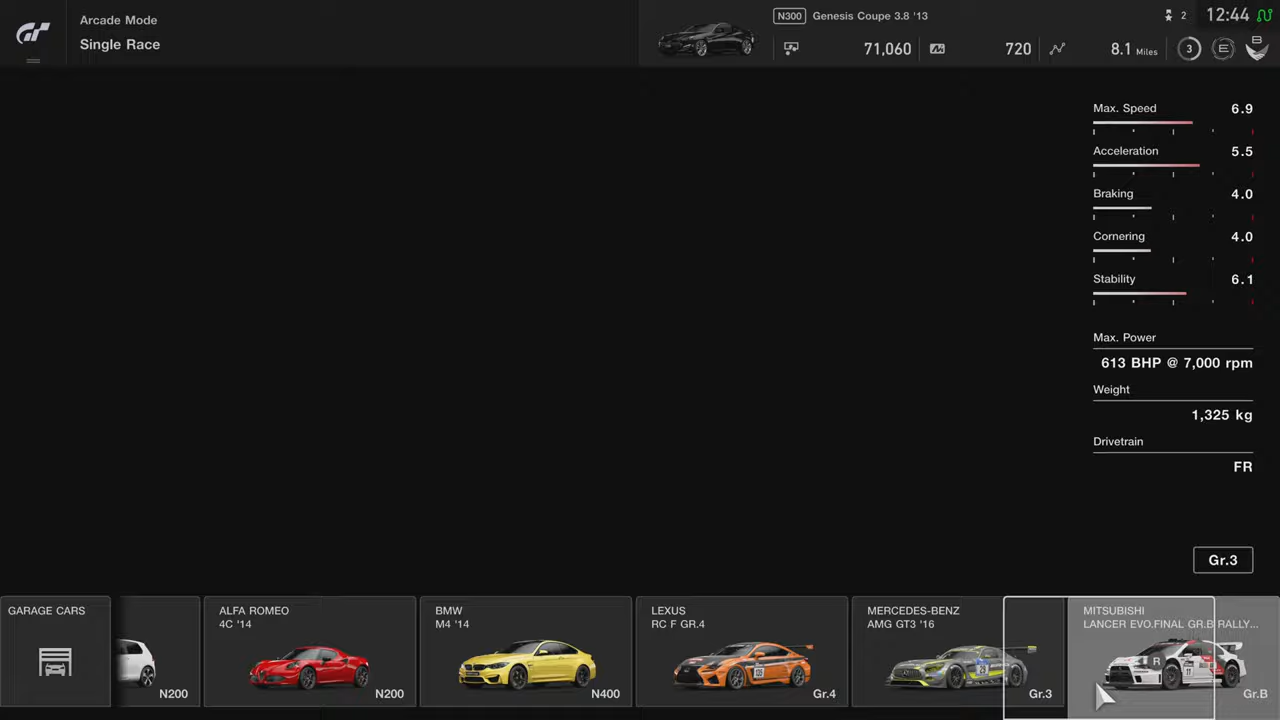 Arcade Mode
Single Race
N300 Genesis Coupe 3.8 '13
71,060
720
8.1 Miles
3
E
B
2
12:44
Max. Speed 6.9
Acceleration 5.5
Braking 4.0
Cornering 4.0
Stability 6.1
Max. Power
613 BHP @ 7,000 rpm
Weight
1,325 kg
Drivetrain
FR
Gr.3
GARAGE CARS
N200
ALFA ROMEO
4C '14
N200
BMW
M4 '14
N400
LEXUS
RC F GR.4
Gr.4
MERCEDES-BENZ
AMG GT3 '16
Gr.3
MITSUBISHI
LANCER EVO.FINAL GR.B RALLY...
Gr.B